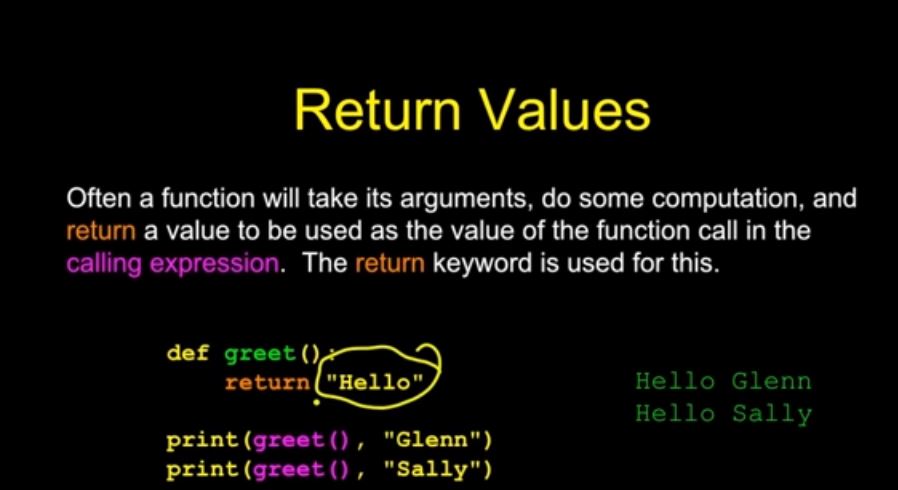 Return Values
Often a function will take its arguments, do some computation, and
return a value to be used as the value of the function call in the
calling expression.  The return keyword is used for this.
def greet():
    return "Hello"
print(greet(), "Glenn")
print(greet(), "Sally")
Hello Glenn
Hello Sally